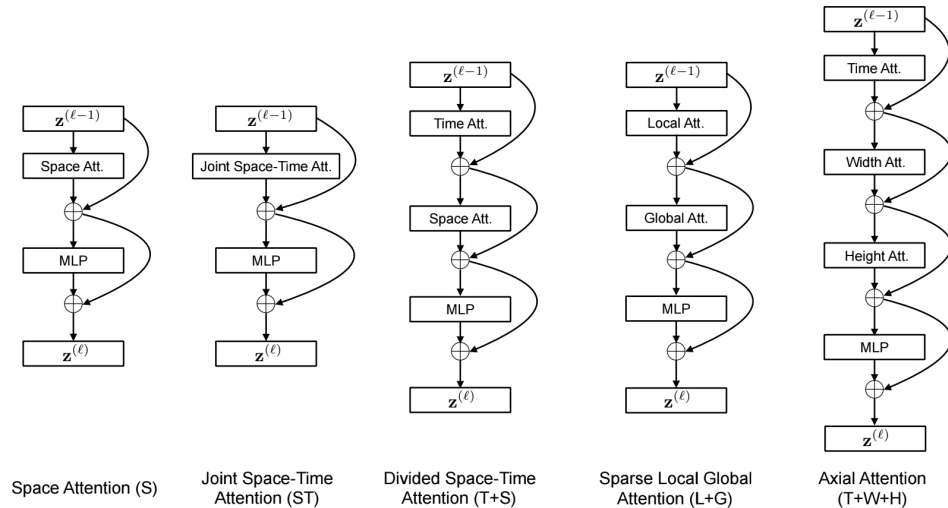 z^(ℓ−1)
Space Att.
MLP
z^(ℓ)
Space Attention (S)
z^(ℓ−1)
Joint Space-Time Att.
MLP
z^(ℓ)
Joint Space-Time
Attention (ST)
z^(ℓ−1)
Time Att.
Space Att.
MLP
z^(ℓ)
Divided Space-Time
Attention (T+S)
z^(ℓ−1)
Local Att.
Global Att.
MLP
z^(ℓ)
Sparse Local Global
Attention (L+G)
z^(ℓ−1)
Time Att.
Width Att.
Height Att.
MLP
z^(ℓ)
Axial Attention
(T+W+H)